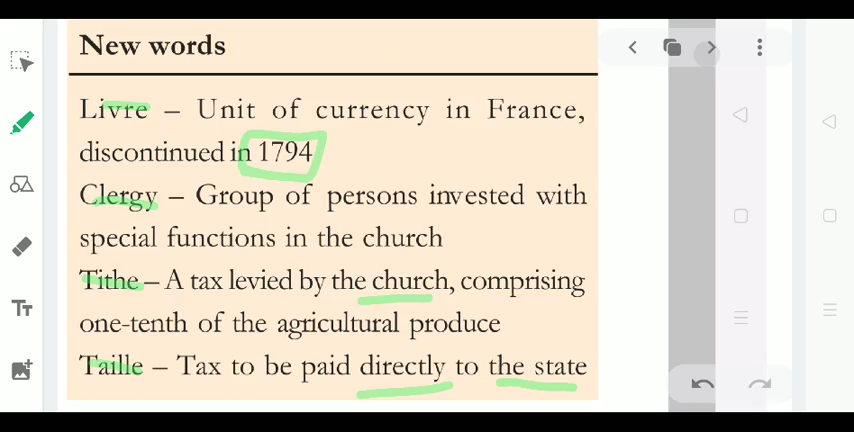 New words
Livre – Unit of currency in France,
discontinued in 1794
Clergy – Group of persons invested with
special functions in the church
Tithe – A tax levied by the church, comprising
one-tenth of the agricultural produce
Taille – Tax to be paid directly to the state
Tт